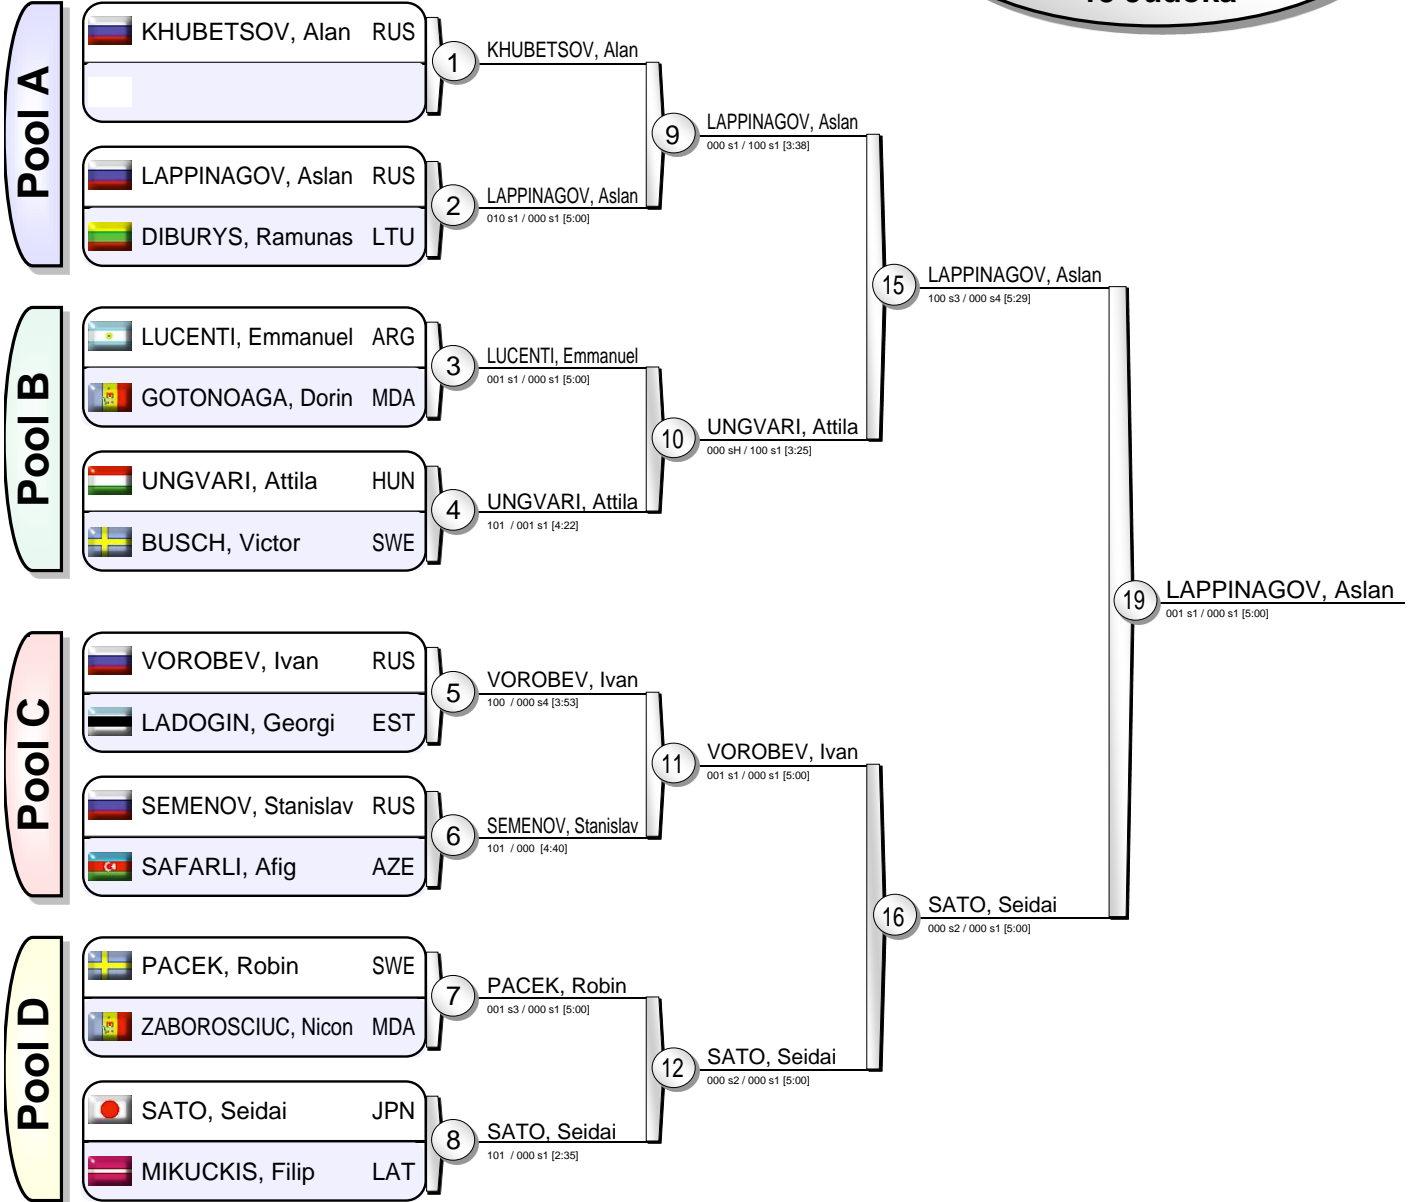 15 Judoka
Pool A
KHUBETSOV, Alan RUS
LAPPINAGOV, Aslan RUS
DIBURYS, Ramunas LTU
Pool B
LUCENTI, Emmanuel ARG
GOTONOAGA, Dorin MDA
UNGVARI, Attila HUN
BUSCH, Victor SWE
Pool C
VOROBEV, Ivan RUS
LADOGIN, Georgi EST
SEMENOV, Stanislav RUS
SAFARLI, Afig AZE
Pool D
PACEK, Robin SWE
ZABOROSCIUC, Nicon MDA
SATO, Seidai JPN
MIKUCKIS, Filip LAT
1 KHUBETSOV, Alan
2 LAPPINAGOV, Aslan
010 s1 / 000 s1 [5:00]
3 LUCENTI, Emmanuel
001 s1 / 000 s1 [5:00]
4 UNGVARI, Attila
101 / 001 s1 [4:22]
5 VOROBEV, Ivan
100 / 000 s4 [3:53]
6 SEMENOV, Stanislav
101 / 000 [4:40]
7 PACEK, Robin
001 s3 / 000 s1 [5:00]
8 SATO, Seidai
101 / 000 s1 [2:35]
9 LAPPINAGOV, Aslan
000 s1 / 100 s1 [3:38]
10 UNGVARI, Attila
000 sH / 100 s1 [3:25]
11 VOROBEV, Ivan
001 s1 / 000 s1 [5:00]
12 SATO, Seidai
000 s2 / 000 s1 [5:00]
15 LAPPINAGOV, Aslan
100 s3 / 000 s4 [5:29]
16 SATO, Seidai
000 s2 / 000 s1 [5:00]
19 LAPPINAGOV, Aslan
001 s1 / 000 s1 [5:00]